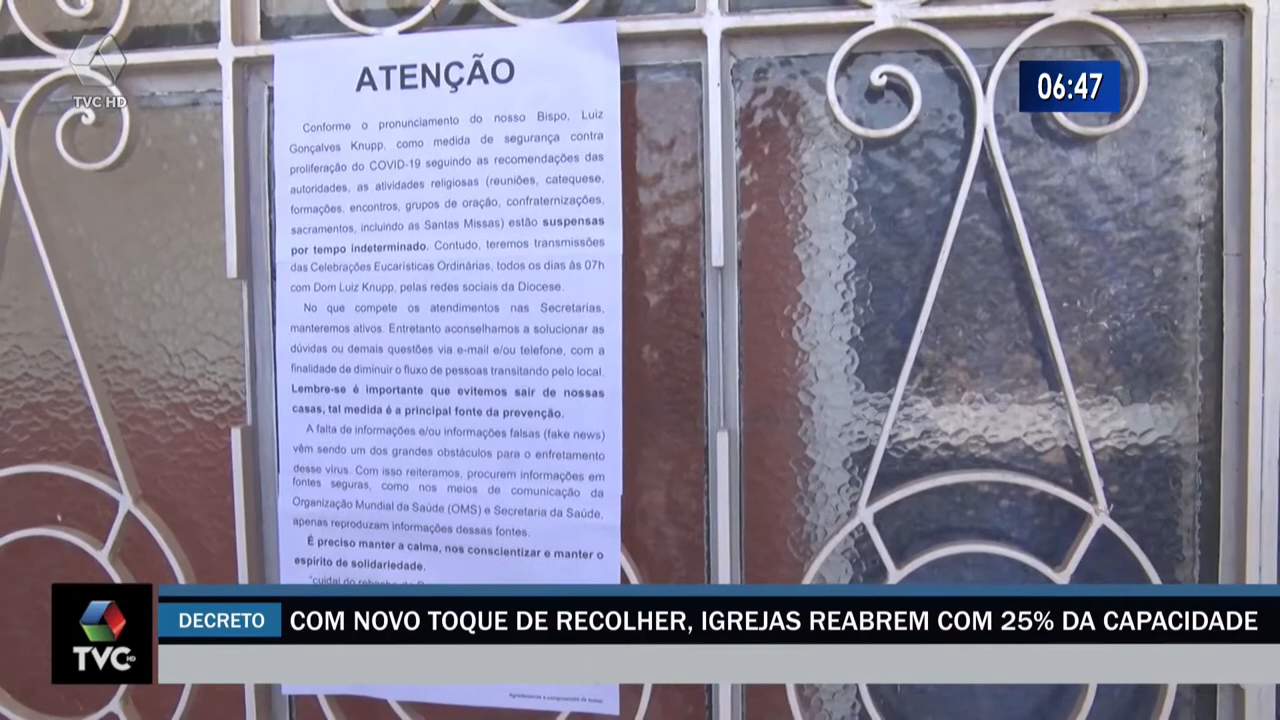 TVC HD
06:47
ATENÇÃO
Conforme o pronunciamento do nosso Bispo, Luiz
Gonçalves Knupp, como medida de segurança contra
proliferação do COVID-19 seguindo as recomendações das
autoridades, as atividades religiosas (reuniões, catequese,
formações, encontros, grupos de oração, confraternizações,
sacramentos, incluindo as Santas Missas) estão suspensas
por tempo indeterminado. Contudo, teremos transmissões
das Celebrações Eucarísticas Ordinárias, todos os dias às 07h
com Dom Luiz Knupp, pelas redes sociais da Diocese.
No que compete os atendimentos nas Secretarias,
manteremos ativos. Entretanto aconselhamos a solucionar as
dúvidas ou demais questões via e-mail e/ou telefone, com a
finalidade de diminuir o fluxo de pessoas transitando pelo local.
Lembre-se é importante que evitemos sair de nossas
casas, tal medida é a principal fonte da prevenção.
A falta de informações e/ou informações falsas (fake news)
vêm sendo um dos grandes obstáculos para o enfretamento
desse vírus. Com isso reiteramos, procurem informações em
fontes seguras, como nos meios de comunicação da
Organização Mundial da Saúde (OMS) e Secretaria da Saúde,
apenas reproduzam informações dessas fontes.
É preciso manter a calma, nos conscientizar e manter o
espírito de solidariedade.
"cuidai do rebanho de
Agradecemos a compreensão de todos.
DECRETO
COM NOVO TOQUE DE RECOLHER, IGREJAS REABREM COM 25% DA CAPACIDADE
TVC HD